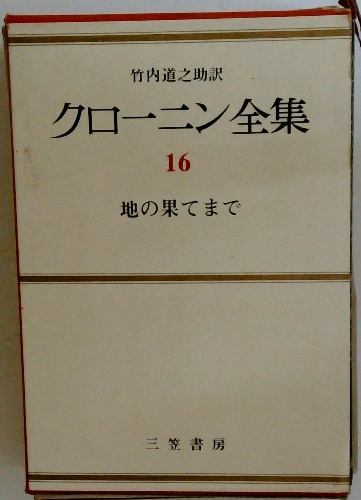 竹内道之助訳
クローニン全集
16
地の果てまで
三笠書房